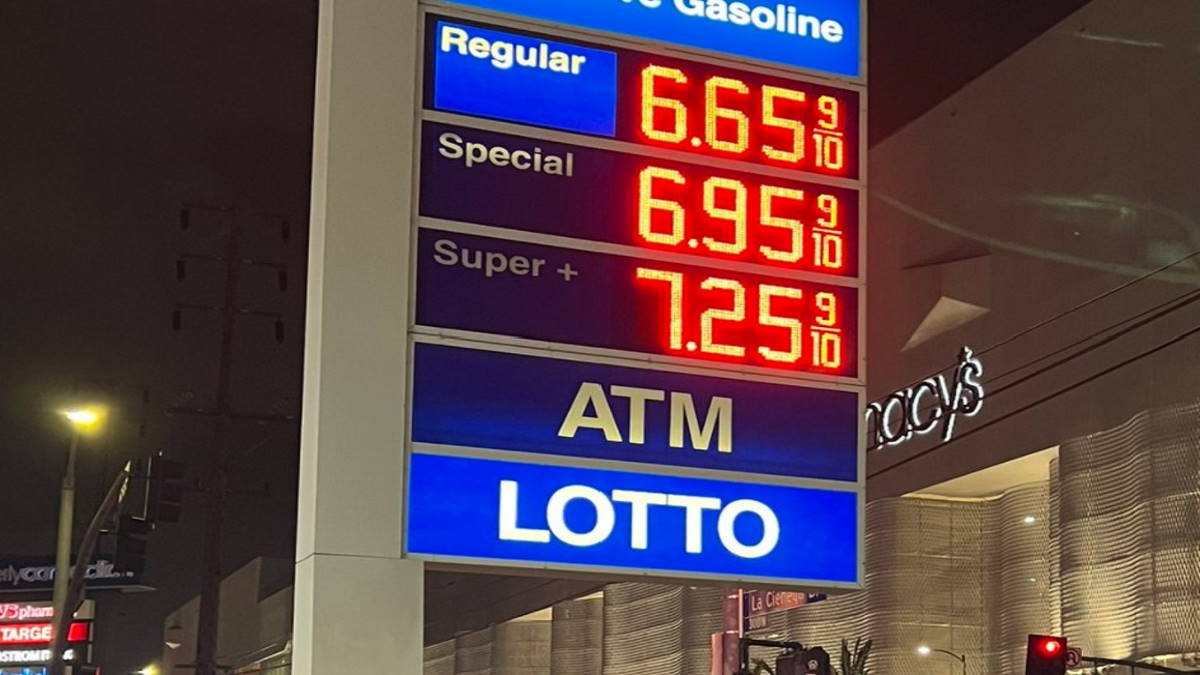 Gasoline
Regular 6.65 9/10
Special 6.95 9/10
Super + 7.25 9/10
ATM
LOTTO
macy's
La Cienega
TARGE